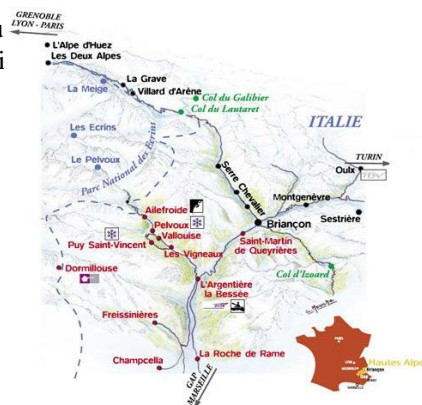 GRENOBLE
LYON - PARIS
L'Alpe d'Huez
Les Deux Alpes
La Grave
Villard d'Arène
La Meige
Col du Galibier
Col du Lautaret
ITALIE
Les Ecrins
Le Pelvoux
Parc National des Ecrins
TURIN
Oulx
Serre Chevalier
Montgenèvre
Sestrière
Ailefroide
Pelvoux
Vallouise
Puy Saint-Vincent
Les Vigneaux
Briançon
Saint-Martin
de Queyrières
Dormillouse
Col d'Izoard
L'Argentière
la Bessée
Freissinières
Champcella
La Roche de Rame
GAP
MARSEILLE
Hautes Alpe